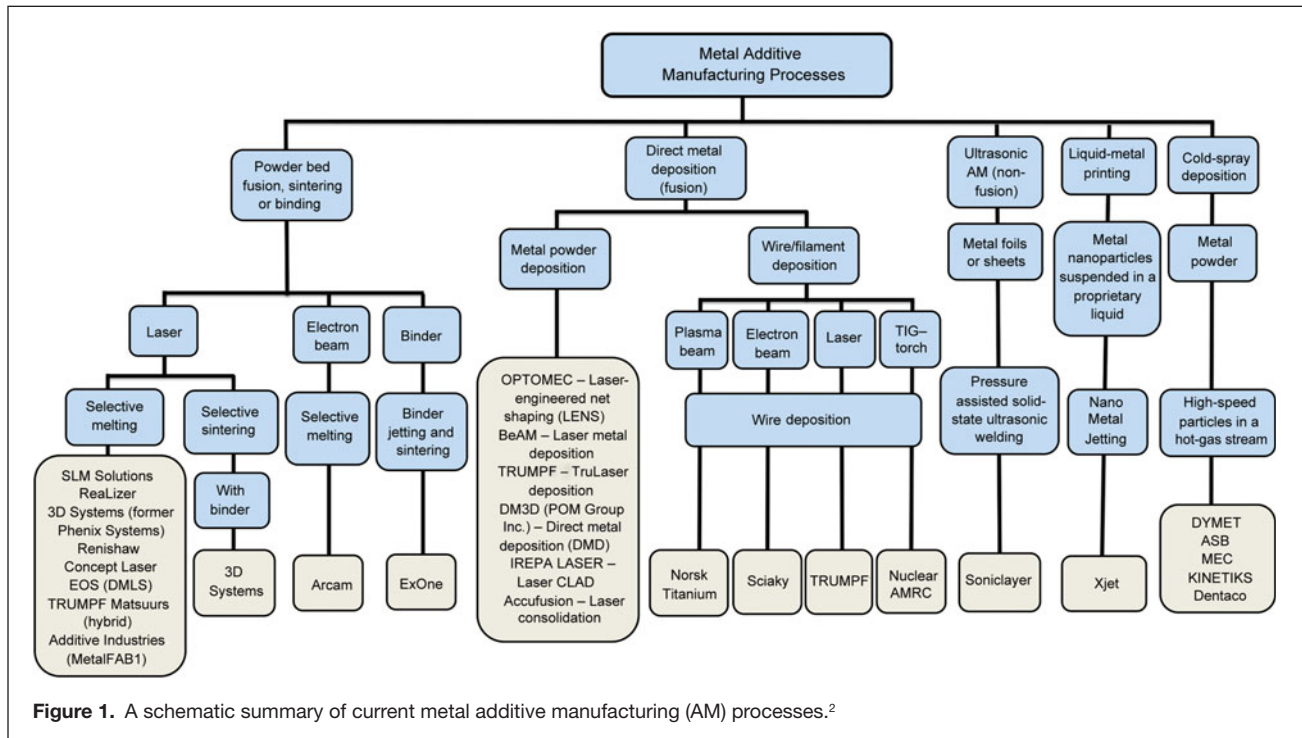 Metal Additive
Manufacturing Processes
Powder bed
fusion, sintering
or binding
Direct metal
deposition
(fusion)
Ultrasonic
AM (non-
fusion)
Liquid-metal
printing
Cold-spray
deposition
Metal powder
deposition
Wire/filament
deposition
Metal foils
or sheets
Metal
nanoparticles
suspended in a
proprietary
liquid
Metal
powder
Laser
Electron
beam
Binder
Plasma
beam
Electron
beam
Laser
TIG–
torch
Selective
melting
Selective
sintering
Selective
melting
Binder
jetting and
sintering
OPTOMEC – Laser-
engineered net
shaping (LENS)
BeAM – Laser metal
deposition
TRUMPF – TruLaser
deposition
DM3D (POM Group
Inc.) – Direct metal
deposition (DMD)
IREPA LASER –
Laser CLAD
Accufusion – Laser
consolidation
Wire deposition
Pressure
assisted solid-
state ultrasonic
welding
Nano
Metal
Jetting
High-speed
particles in a
hot-gas stream
SLM Solutions
ReaLizer
3D Systems (former
Phenix Systems)
Renishaw
Concept Laser
EOS (DMLS)
TRUMPF Matsuurs
(hybrid)
Additive Industries
(MetalFAB1)
With
binder
3D
Systems
Arcam
ExOne
Norsk
Titanium
Sciaky
TRUMPF
Nuclear
AMRC
Soniclayer
Xjet
DYMET
ASB
MEC
KINETIKS
Dentaco
Figure 1. A schematic summary of current metal additive manufacturing (AM) processes.²